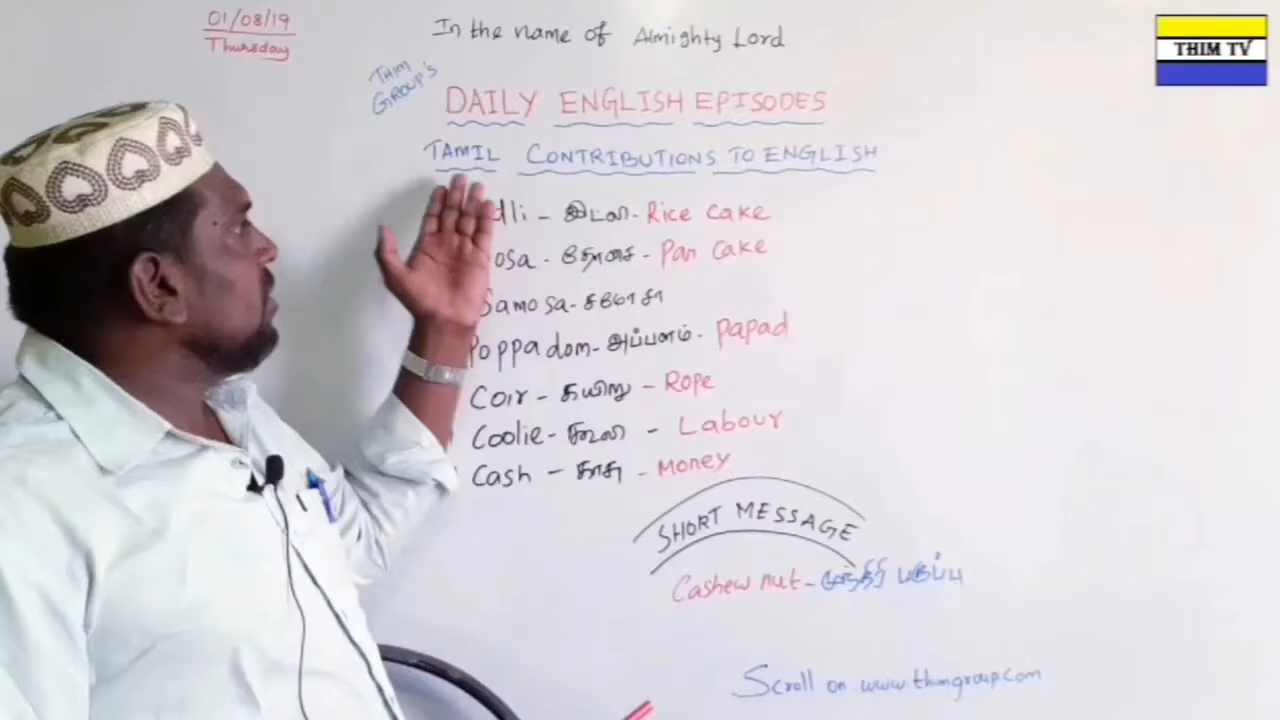 01/08/19
Thursday
In the name of Almighty Lord
THIM TV
THIM GROUP'S
DAILY ENGLISH EPISODES
TAMIL CONTRIBUTIONS TO ENGLISH
dli - இட்லி - Rice cake
osa - தோசை - Pan cake
Samosa - சமோசா
Poppadom - அப்பளம் - Papad
Coir - கயிறு - Rope
Coolie - கூலி - Labour
Cash - காசு - Money
SHORT MESSAGE
Cashew nut - முந்திரி பருப்பு
Scroll on www.thimgroup.com